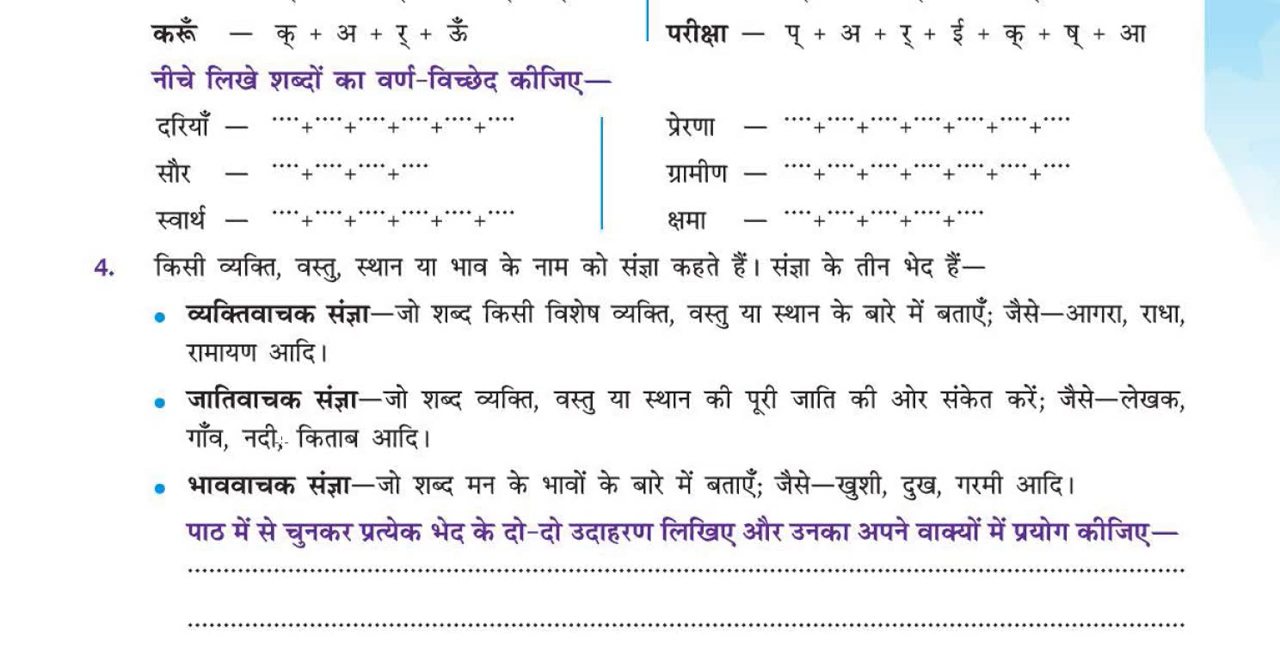 करूँ — क् + अ + र् + ऊँ
परीक्षा — प् + अ + र् + ई + क् + ष् + आ
नीचे लिखे शब्दों का वर्ण-विच्छेद कीजिए—
दरियाँ — ····+····+····+····+····+····
प्रेरणा — ····+····+····+····+····+····+····
सौर — ····+····+····+····
ग्रामीण — ····+····+····+····+····+····+····
स्वार्थ — ····+····+····+····+····+····
क्षमा — ····+····+····+····+····
4. किसी व्यक्ति, वस्तु, स्थान या भाव के नाम को संज्ञा कहते हैं। संज्ञा के तीन भेद हैं—
• व्यक्तिवाचक संज्ञा—जो शब्द किसी विशेष व्यक्ति, वस्तु या स्थान के बारे में बताएँ; जैसे—आगरा, राधा,
रामायण आदि।
• जातिवाचक संज्ञा—जो शब्द व्यक्ति, वस्तु या स्थान की पूरी जाति की ओर संकेत करें; जैसे—लेखक,
गाँव, नदी, किताब आदि।
• भाववाचक संज्ञा—जो शब्द मन के भावों के बारे में बताएँ; जैसे—खुशी, दुख, गरमी आदि।
पाठ में से चुनकर प्रत्येक भेद के दो-दो उदाहरण लिखिए और उनका अपने वाक्यों में प्रयोग कीजिए—